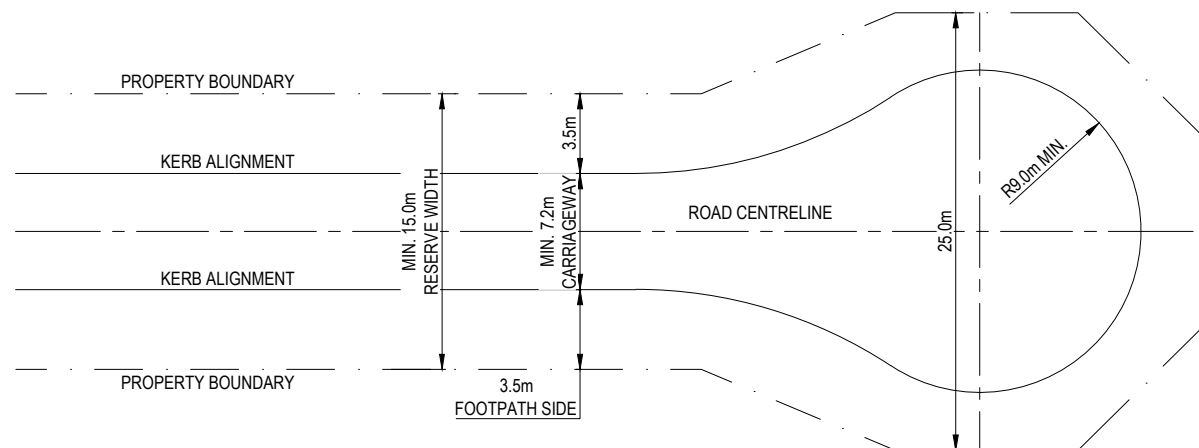 PROPERTY BOUNDARY
3.5m
KERB ALIGNMENT
R9.0m MIN.
MIN. 15.0m
RESERVE WIDTH
MIN. 7.2m
CARRIAGEWAY
ROAD CENTRELINE
25.0m
KERB ALIGNMENT
PROPERTY BOUNDARY
3.5m
FOOTPATH SIDE